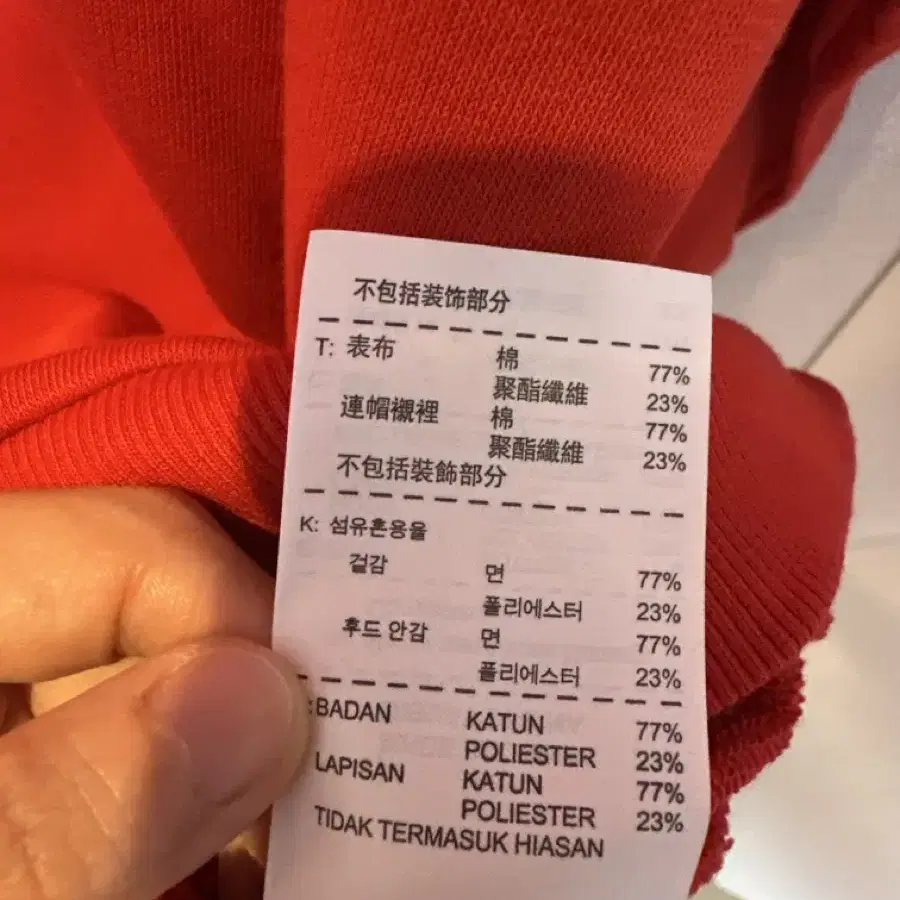 不包括装饰部分
T: 表布 棉 77%
聚酯纖維 23%
連帽襯裡 棉 77%
聚酯纖維 23%
不包括裝飾部分
K: 섬유혼용율
겉감 면 77%
폴리에스터 23%
후드 안감 면 77%
폴리에스터 23%
:BADAN KATUN 77%
POLIESTER 23%
LAPISAN KATUN 77%
POLIESTER 23%
TIDAK TERMASUK HIASAN